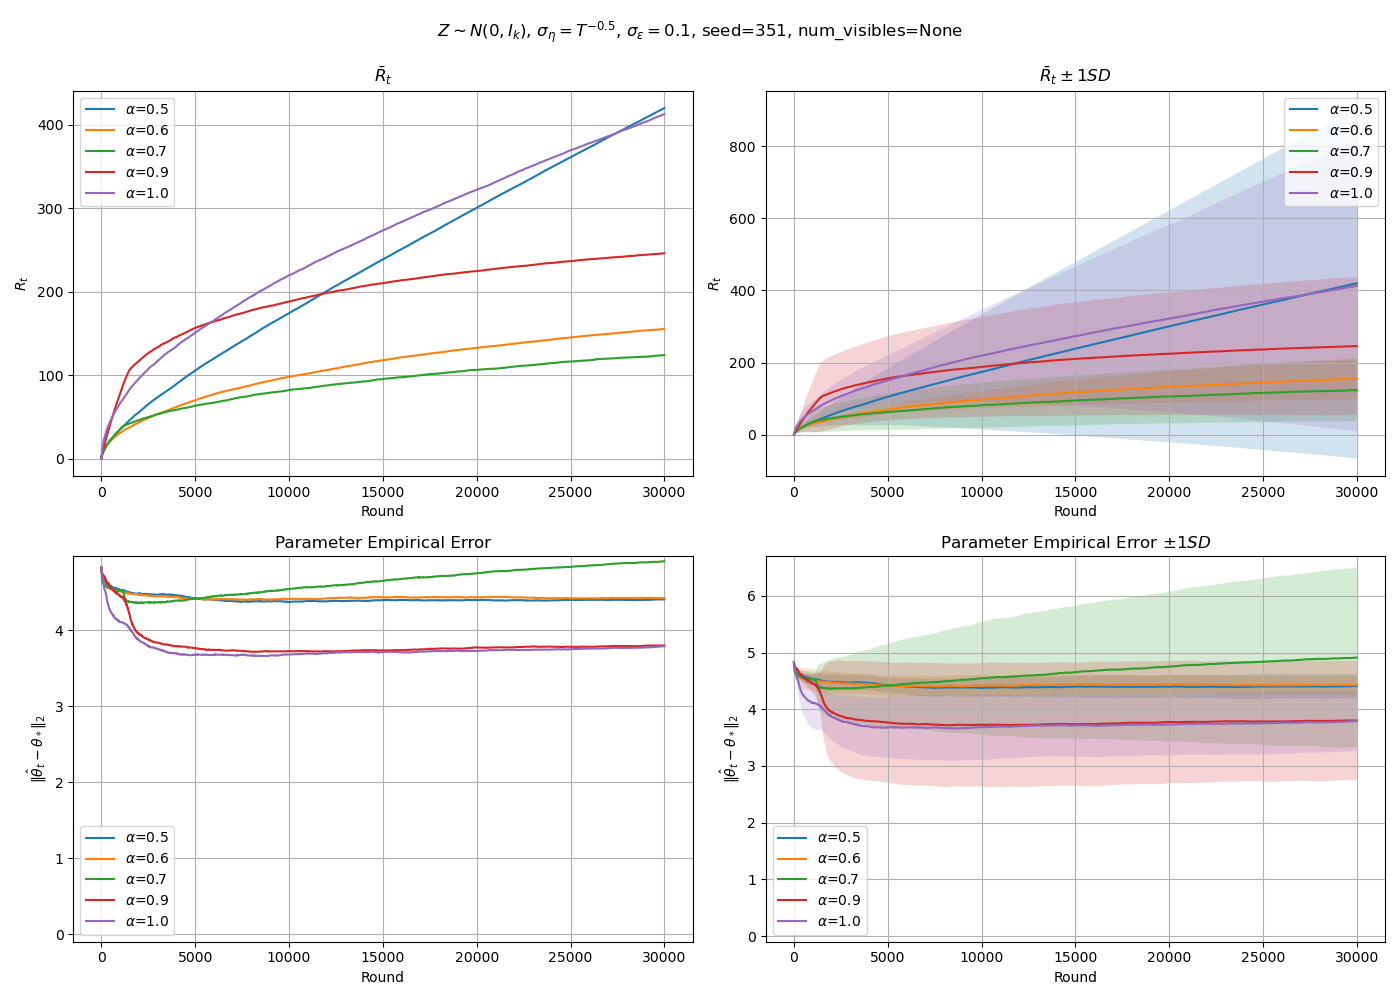 Z ∼ N(0, I_k), σ_η = T^{−0.5}, σ_ε = 0.1, seed=351, num_visibles=None
R̄_t
400
300
200
100
0
R_t
0 5000 10000 15000 20000 25000 30000
Round
α=0.5
α=0.6
α=0.7
α=0.9
α=1.0
R̄_t ± 1SD
800
600
400
200
0
R_t
0 5000 10000 15000 20000 25000 30000
Round
α=0.5
α=0.6
α=0.7
α=0.9
α=1.0
Parameter Empirical Error
4
3
2
1
0
‖θ̂_t − θ_*‖_2
0 5000 10000 15000 20000 25000 30000
Round
α=0.5
α=0.6
α=0.7
α=0.9
α=1.0
Parameter Empirical Error ±1SD
6
5
4
3
2
1
0
‖θ̂_t − θ_*‖_2
0 5000 10000 15000 20000 25000 30000
Round
α=0.5
α=0.6
α=0.7
α=0.9
α=1.0